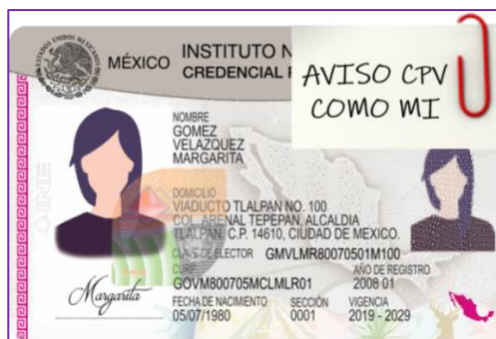 MÉXICO
INSTITUTO N
CREDENCIAL
AVISO CPV
COMO MI
NOMBRE
GOMEZ
VELAZQUEZ
MARGARITA
DOMICILIO
VIADUCTO TLALPAN NO. 100
COL. ARENAL TEPEPAN, ALCALDIA
TLALPAN, C.P. 14610, CIUDAD DE MEXICO.
CLAVE DE ELECTOR GMVLMR80070501M100
CURP
GOVM800705MCLMLR01
AÑO DE REGISTRO
2008 01
FECHA DE NACIMIENTO
05/07/1980
SECCIÓN
0001
VIGENCIA
2019 - 2029
Margarita
INE